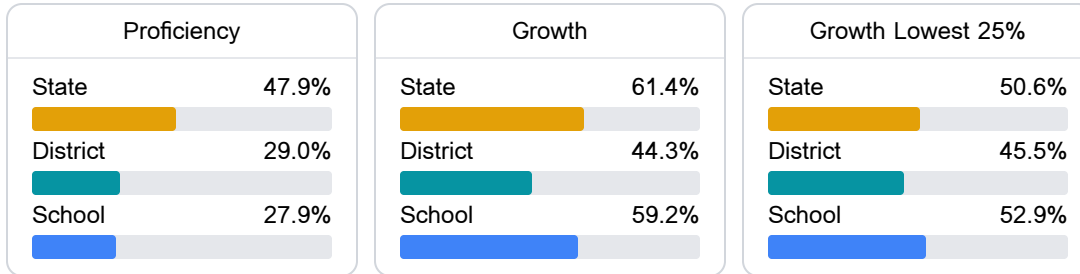 Proficiency
State 47.9%
District 29.0%
School 27.9%
Growth
State 61.4%
District 44.3%
School 59.2%
Growth Lowest 25%
State 50.6%
District 45.5%
School 52.9%